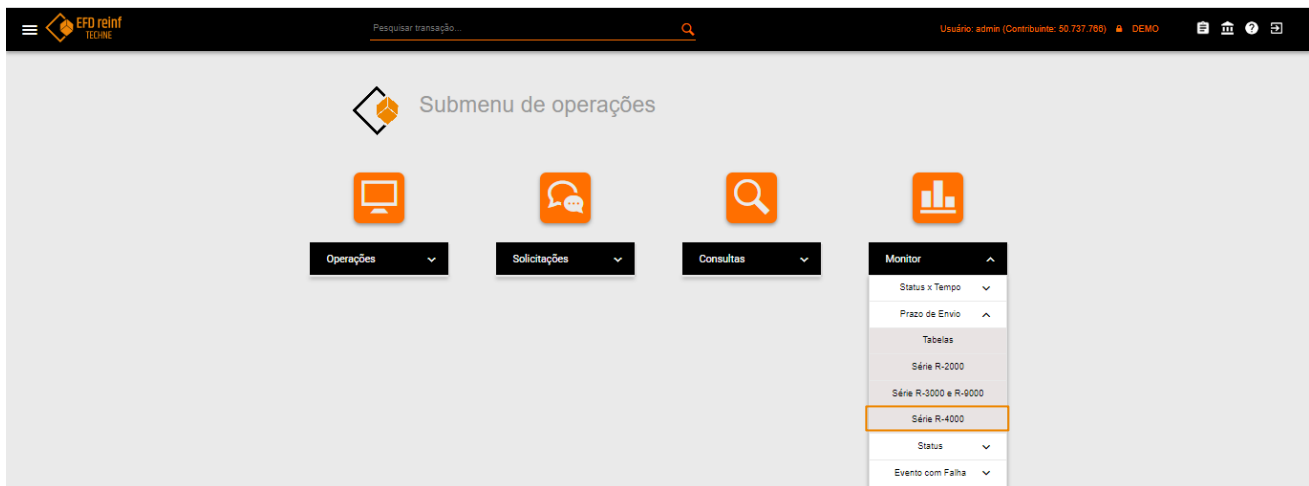 EFD reinf
TECHNE
Pesquisar transação...
Usuário: admin (Contribuinte: 50.737.766) DEMO
Submenu de operações
Operações
Solicitações
Consultas
Monitor
Status x Tempo
Prazo de Envio
Tabelas
Série R-2000
Série R-3000 e R-9000
Série R-4000
Status
Evento com Falha